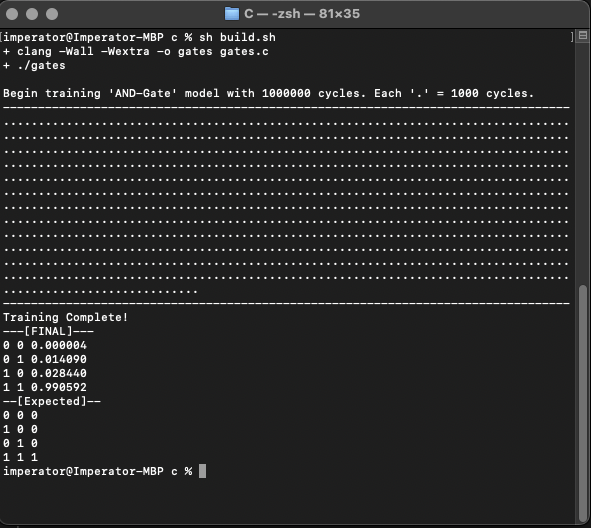 C — -zsh — 81×35
[imperator@Imperator-MBP c % sh build.sh ]
+ clang -Wall -Wextra -o gates gates.c
+ ./gates
Begin training 'AND-Gate' model with 1000000 cycles. Each '.' = 1000 cycles.
---------------------------------------------------------------------------------
.................................................................................
.................................................................................
.................................................................................
.................................................................................
.................................................................................
.................................................................................
.................................................................................
.................................................................................
.................................................................................
.................................................................................
.................................................................................
.................................................................................
............................
---------------------------------------------------------------------------------
Training Complete!
---[FINAL]---
0 0 0.000004
0 1 0.014090
1 0 0.028440
1 1 0.990592
--[Expected]--
0 0 0
1 0 0
0 1 0
1 1 1
imperator@Imperator-MBP c %